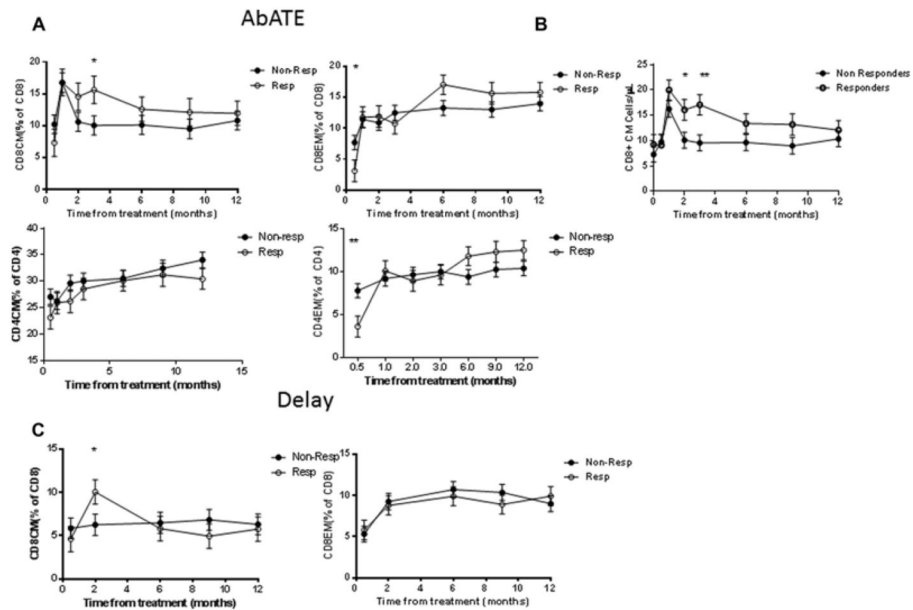 AbATE
A
CD8CM(% of CD8)
20
15
10
5
0
*
0 2 4 6 8 10 12
Time from treatment (months)
Non-Resp
Resp
CD8EM(% of CD8)
20
15
10
5
0
*
0 2 4 6 8 10 12
Time from treatment (months)
Non-Resp
Resp
B
CD8+ CM Cells/µL
25
20
15
10
5
0
* **
0 2 4 6 8 10 12
Time from treatment (months)
Non Responders
Responders
CD4CM(% of CD4)
40
35
30
25
20
15
0 5 10 15
Time from treatment (months)
Non-resp
Resp
CD4EM(% of CD4)
15
10
5
0
**
0.5 1.0 2.0 3.0 6.0 9.0 12.0
Time from treatment (months)
Non-resp
Resp
Delay
C
CD8CM(% of CD8)
15
10
5
0
*
0 2 4 6 8 10 12
Time from treatment (months)
Non-Resp
Resp
CD8EM(% of CD8)
15
10
5
0
0 2 4 6 8 10 12
Time from treatment (months)
Non-Resp
Resp